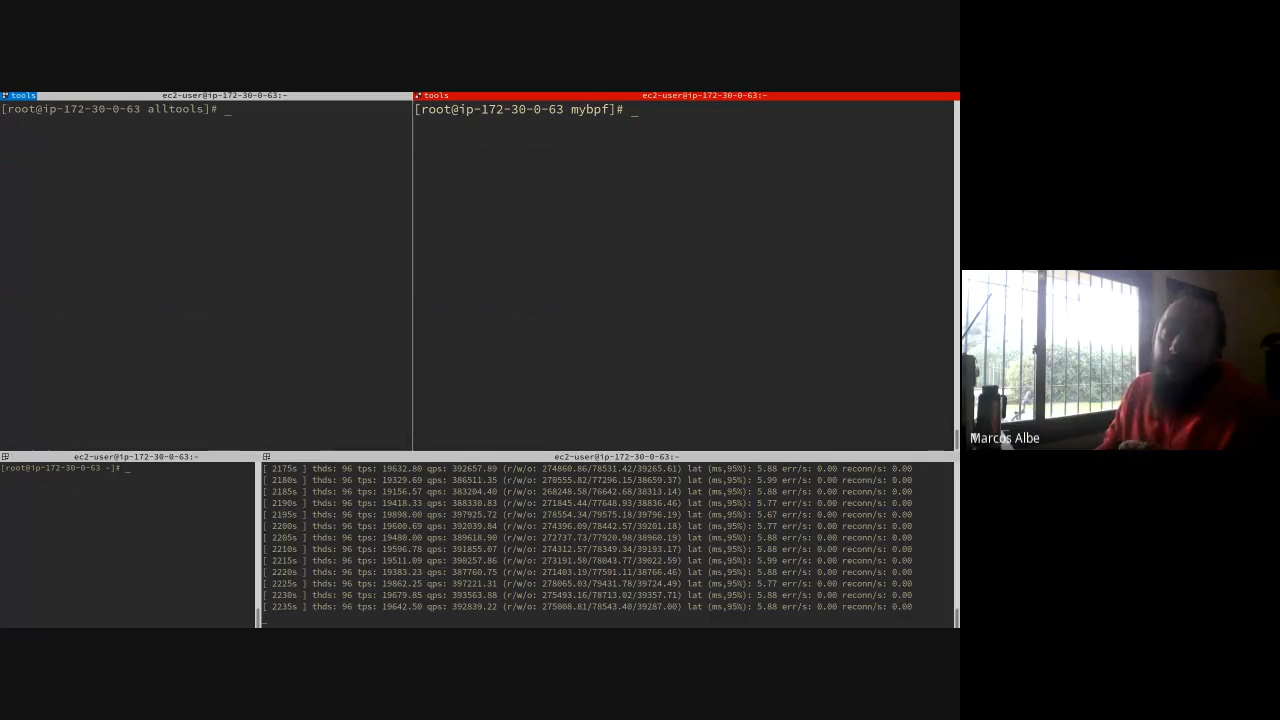 tools ec2-user@ip-172-30-0-63:~
[root@ip-172-30-0-63 alltools]# _
tools ec2-user@ip-172-30-0-63:~
[root@ip-172-30-0-63 mybpf]# _
Marcos Albe
ec2-user@ip-172-30-0-63:~
[root@ip-172-30-0-63 ~]# _
ec2-user@ip-172-30-0-63:~
[ 2175s ] thds: 96 tps: 19632.80 qps: 392657.89 (r/w/o: 274860.86/78531.42/39265.61) lat (ms,95%): 5.88 err/s: 0.00 reconn/s: 0.00
[ 2180s ] thds: 96 tps: 19329.69 qps: 386511.35 (r/w/o: 270555.82/77296.15/38659.37) lat (ms,95%): 5.99 err/s: 0.00 reconn/s: 0.00
[ 2185s ] thds: 96 tps: 19156.57 qps: 383204.40 (r/w/o: 268248.58/76642.68/38313.14) lat (ms,95%): 5.88 err/s: 0.00 reconn/s: 0.00
[ 2190s ] thds: 96 tps: 19418.33 qps: 388330.83 (r/w/o: 271845.44/77648.93/38836.46) lat (ms,95%): 5.77 err/s: 0.00 reconn/s: 0.00
[ 2195s ] thds: 96 tps: 19898.00 qps: 397925.72 (r/w/o: 278554.34/79575.18/39796.19) lat (ms,95%): 5.67 err/s: 0.00 reconn/s: 0.00
[ 2200s ] thds: 96 tps: 19600.69 qps: 392039.84 (r/w/o: 274396.09/78442.57/39201.18) lat (ms,95%): 5.77 err/s: 0.00 reconn/s: 0.00
[ 2205s ] thds: 96 tps: 19480.00 qps: 389618.90 (r/w/o: 272737.73/77920.98/38960.19) lat (ms,95%): 5.88 err/s: 0.00 reconn/s: 0.00
[ 2210s ] thds: 96 tps: 19596.78 qps: 391855.07 (r/w/o: 274312.57/78349.34/39193.17) lat (ms,95%): 5.88 err/s: 0.00 reconn/s: 0.00
[ 2215s ] thds: 96 tps: 19511.09 qps: 390257.86 (r/w/o: 273191.50/78043.77/39022.59) lat (ms,95%): 5.99 err/s: 0.00 reconn/s: 0.00
[ 2220s ] thds: 96 tps: 19383.23 qps: 387760.75 (r/w/o: 271403.19/77591.11/38766.46) lat (ms,95%): 5.88 err/s: 0.00 reconn/s: 0.00
[ 2225s ] thds: 96 tps: 19862.25 qps: 397221.31 (r/w/o: 278065.03/79431.78/39724.49) lat (ms,95%): 5.77 err/s: 0.00 reconn/s: 0.00
[ 2230s ] thds: 96 tps: 19679.85 qps: 393563.88 (r/w/o: 275493.16/78713.02/39357.71) lat (ms,95%): 5.88 err/s: 0.00 reconn/s: 0.00
[ 2235s ] thds: 96 tps: 19642.50 qps: 392839.22 (r/w/o: 275008.81/78543.40/39287.00) lat (ms,95%): 5.88 err/s: 0.00 reconn/s: 0.00
_